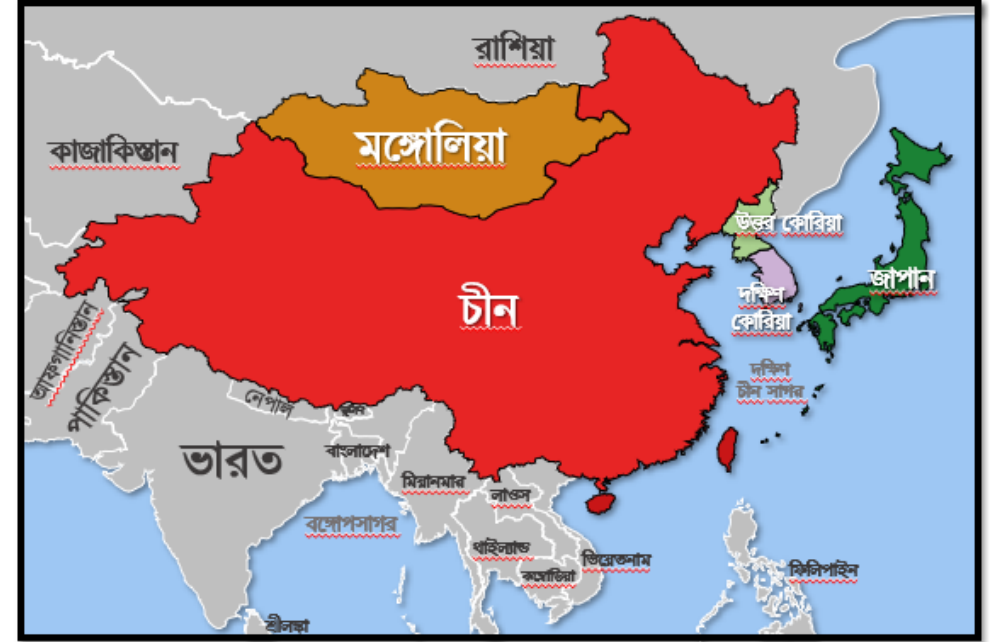 রাশিয়া
কাজাকিস্তান
মঙ্গোলিয়া
উত্তর কোরিয়া
জাপান
চীন
দক্ষিণ
কোরিয়া
আফগানিস্তান
পাকিস্তান
দক্ষিণ
চীন সাগর
নেপাল
ভারত
বাংলাদেশ
মিয়ানমার
লাওস
বঙ্গোপসাগর
থাইল্যান্ড
ভিয়েতনাম
কম্বোডিয়া
ফিলিপাইন
শ্রীলঙ্কা